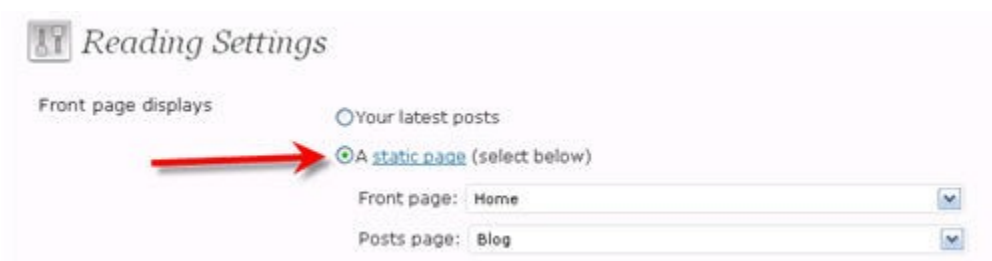 Reading Settings
Front page displays
Your latest posts
A static page (select below)
Front page: Home
Posts page: Blog